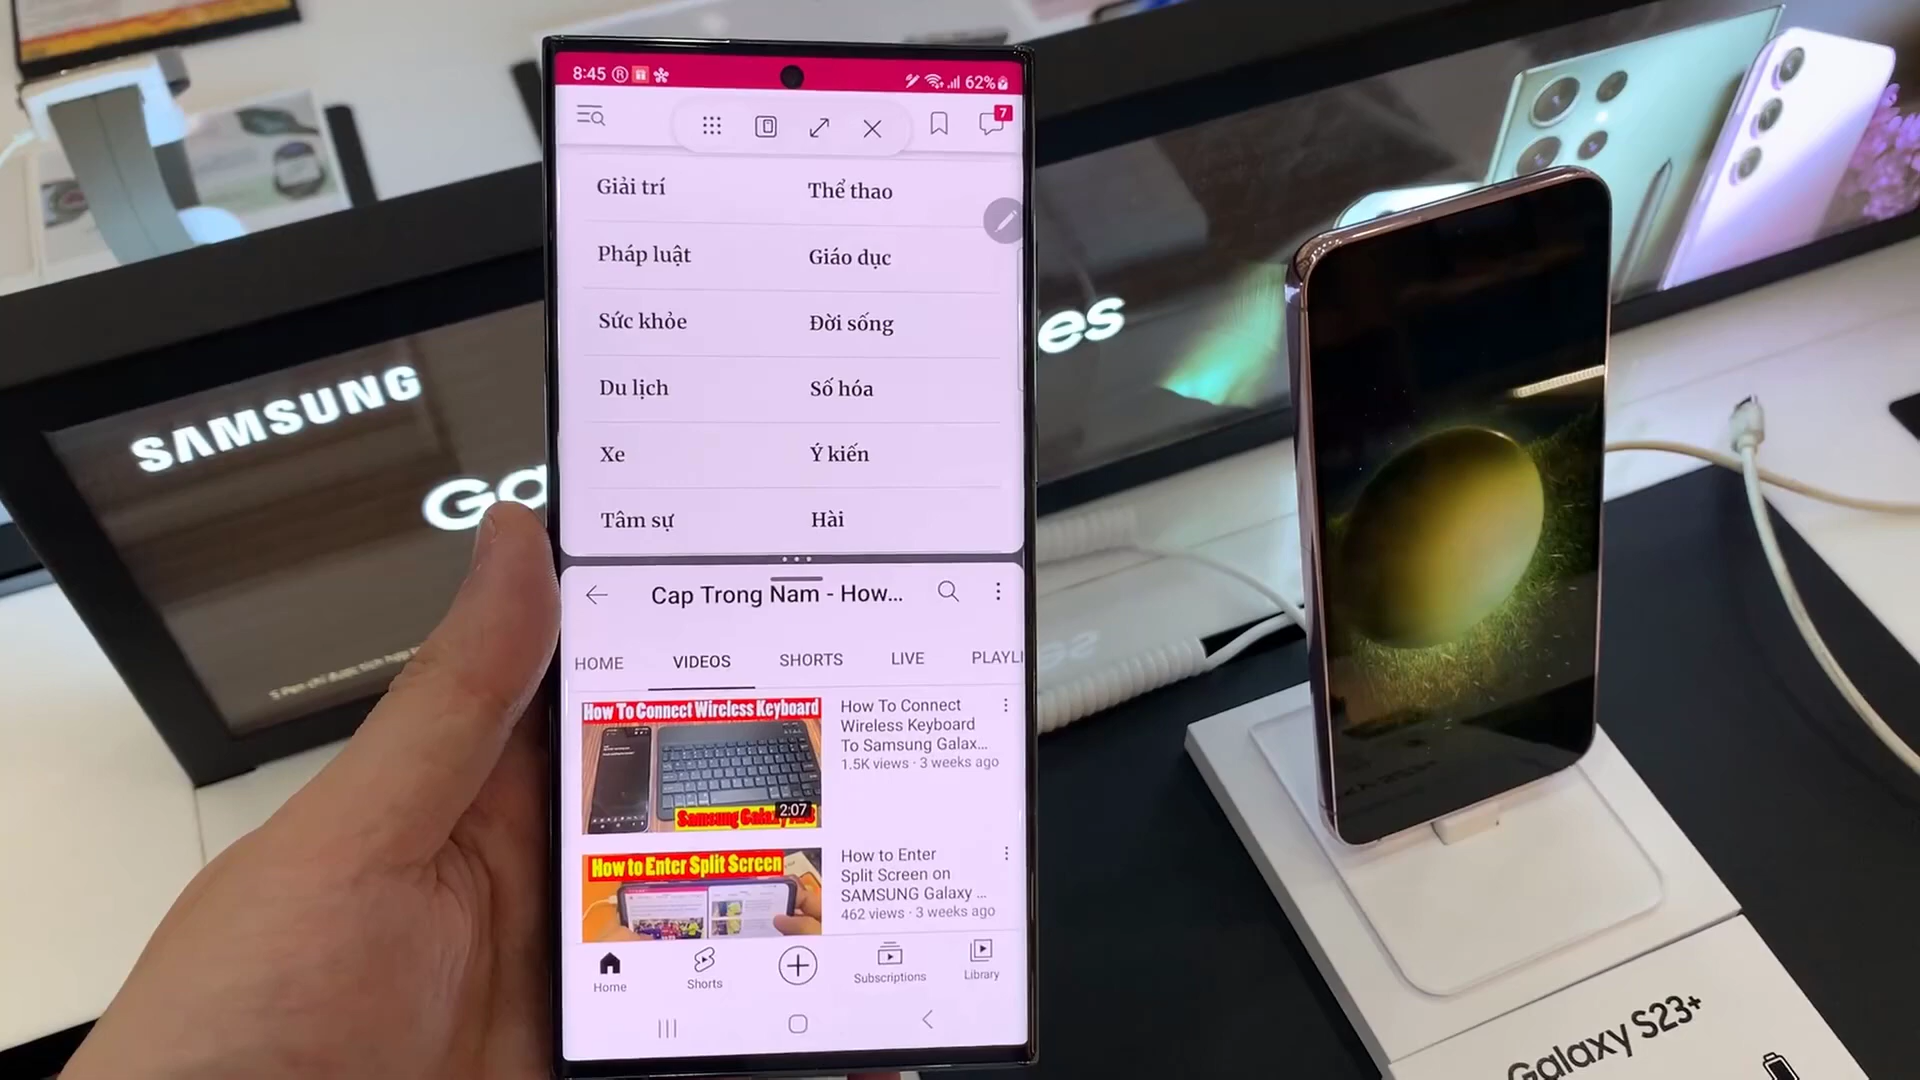 8:45
62%
7
Giải trí
Thể thao
Pháp luật
Giáo dục
Sức khỏe
Đời sống
Du lịch
Số hóa
Xe
Ý kiến
Tâm sự
Hài
Cap Trong Nam - How...
HOME
VIDEOS
SHORTS
LIVE
PLAYLI
How To Connect Wireless Keyboard
2:07
How To Connect
Wireless Keyboard
To Samsung Galax...
1.5K views · 3 weeks ago
How to Enter Split Screen
How to Enter
Split Screen on
SAMSUNG Galaxy ...
462 views · 3 weeks ago
Home
Shorts
Subscriptions
Library
SAMSUNG
Ga
es
Galaxy S23+